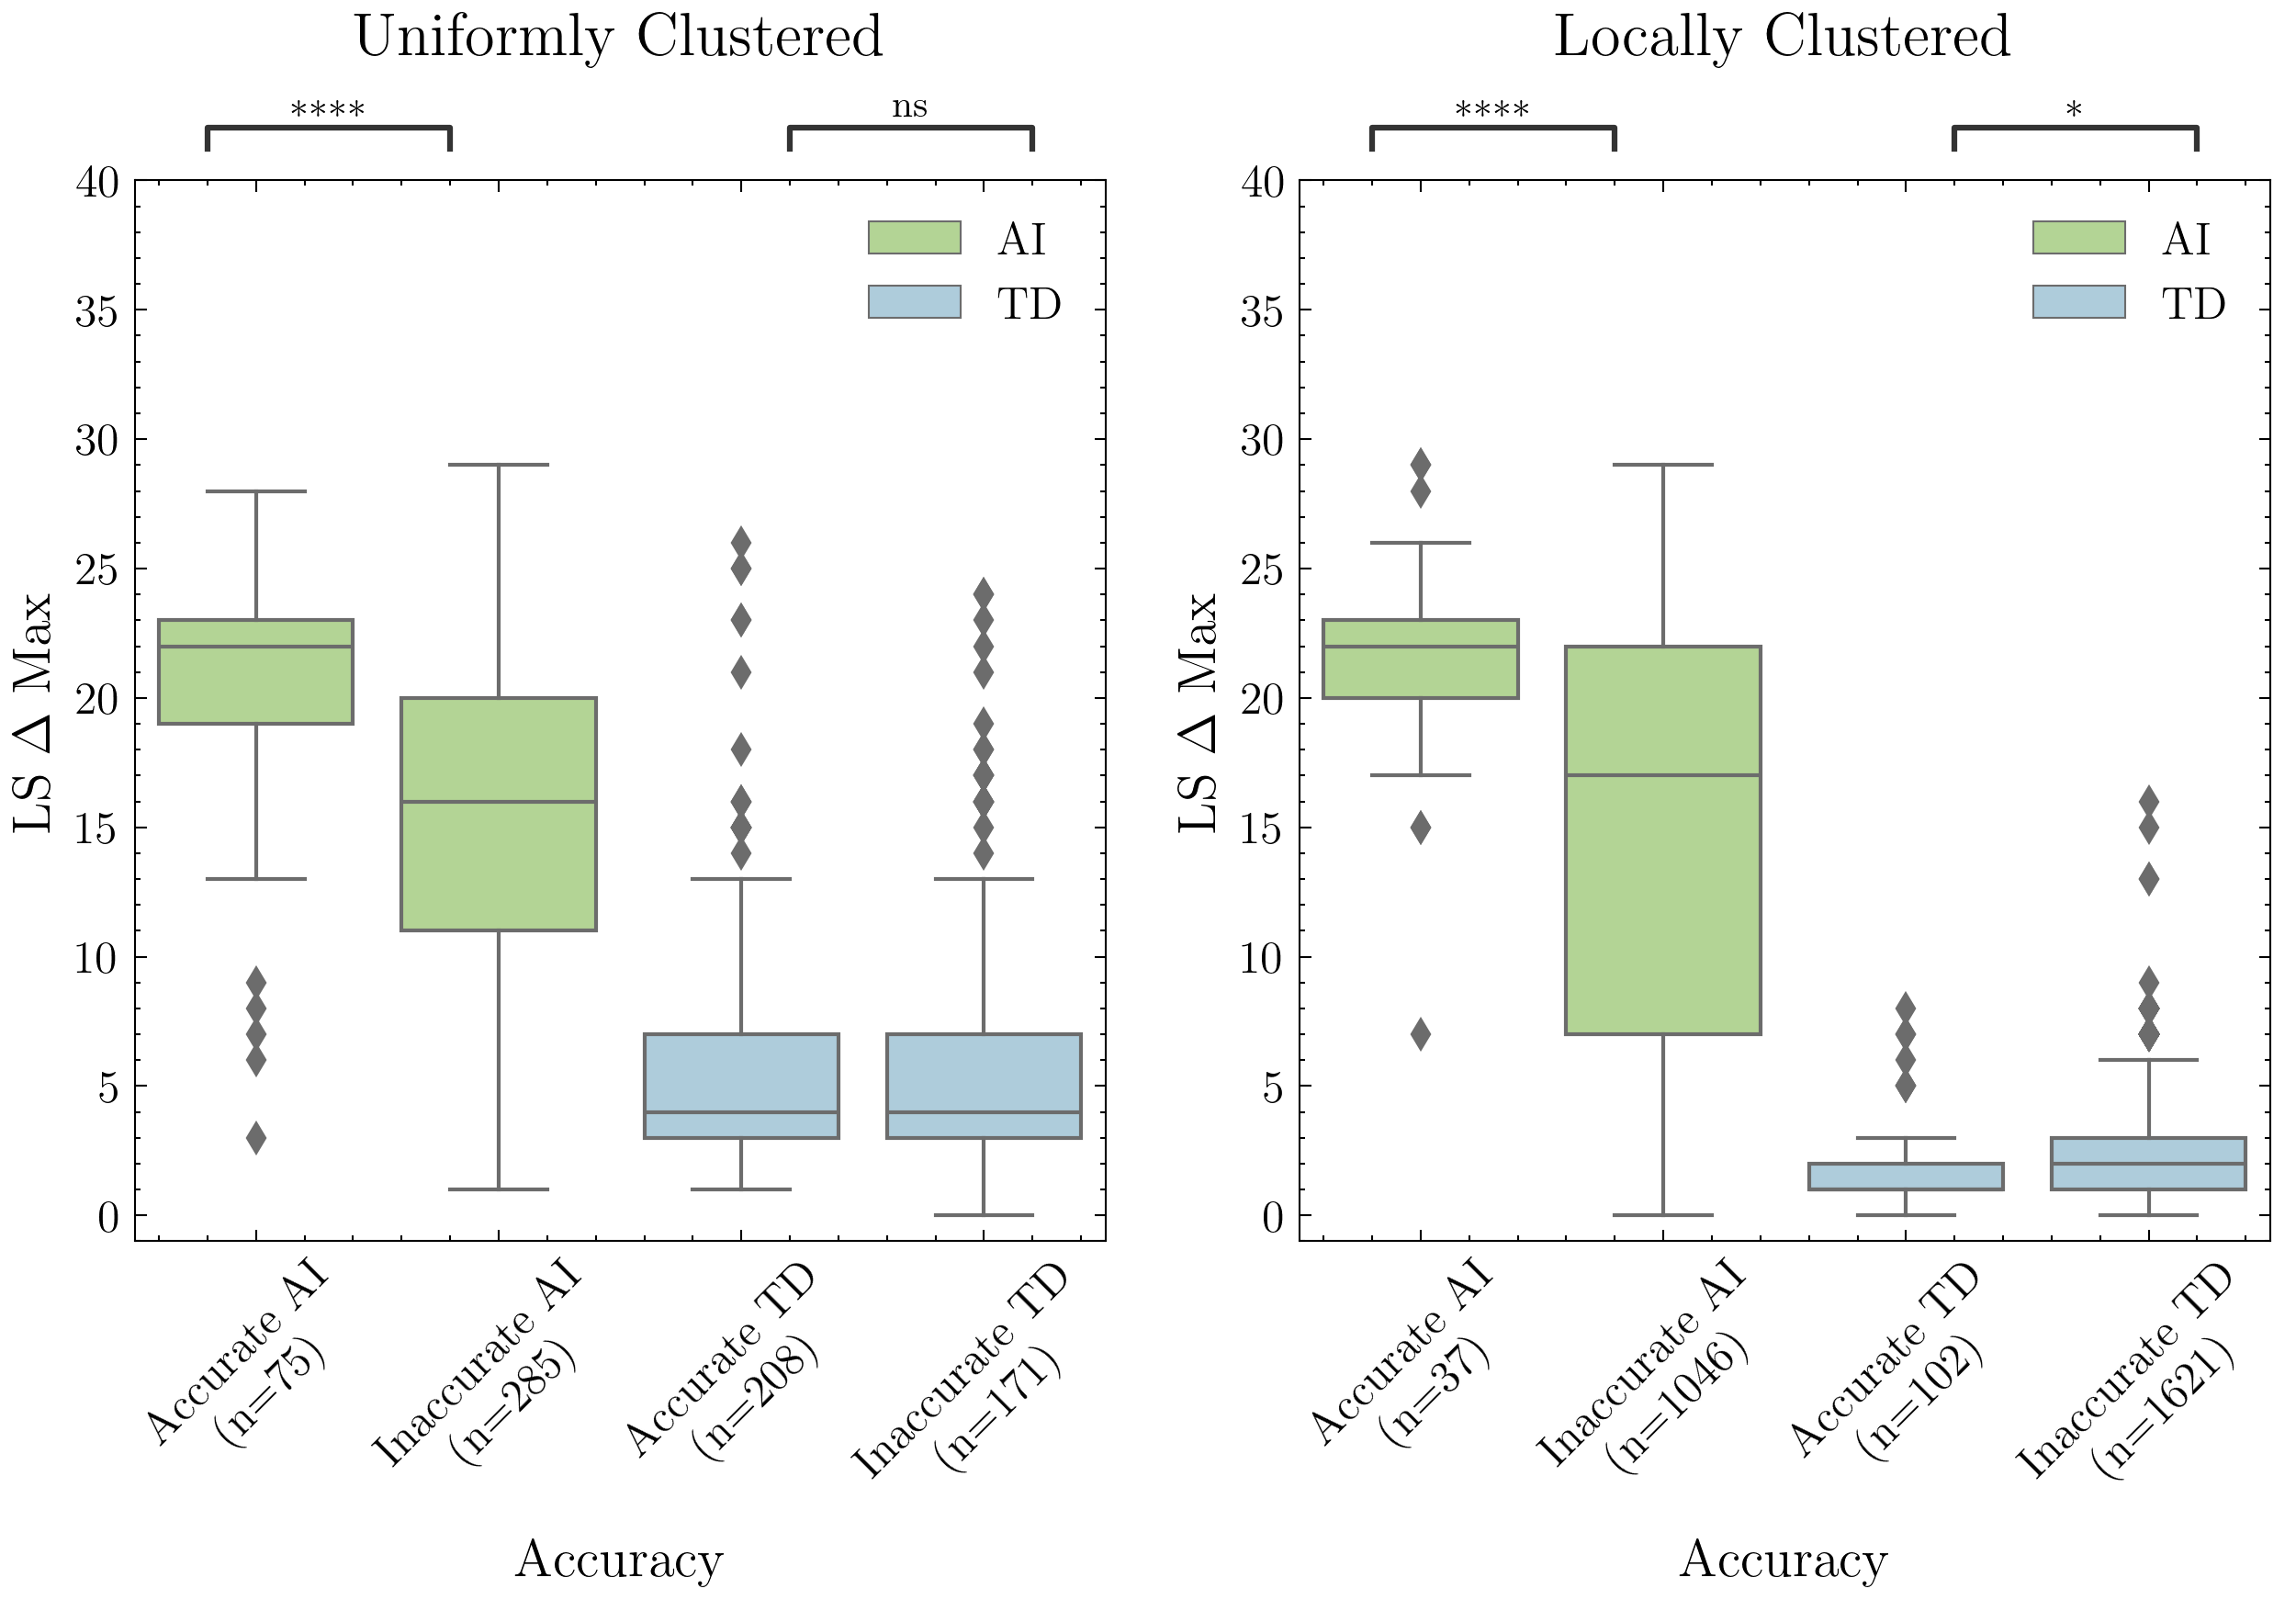 Uniformly Clustered
****
ns
40
35
30
25
20
15
10
5
0
LS Δ Max
AI
TD
Accurate AI
(n=75)
Inaccurate AI
(n=285)
Accurate TD
(n=208)
Inaccurate TD
(n=171)
Accuracy
Locally Clustered
****
*
40
35
30
25
20
15
10
5
0
LS Δ Max
AI
TD
Accurate AI
(n=37)
Inaccurate AI
(n=1046)
Accurate TD
(n=102)
Inaccurate TD
(n=1621)
Accuracy